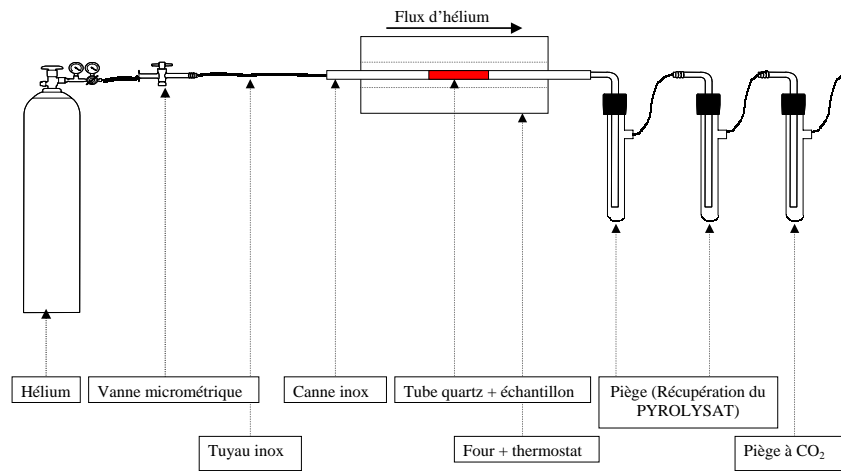 Flux d'hélium
Hélium
Vanne micrométrique
Canne inox
Tube quartz + échantillon
Piège (Récupération du
PYROLYSAT)
Tuyau inox
Four + thermostat
Piège à CO₂